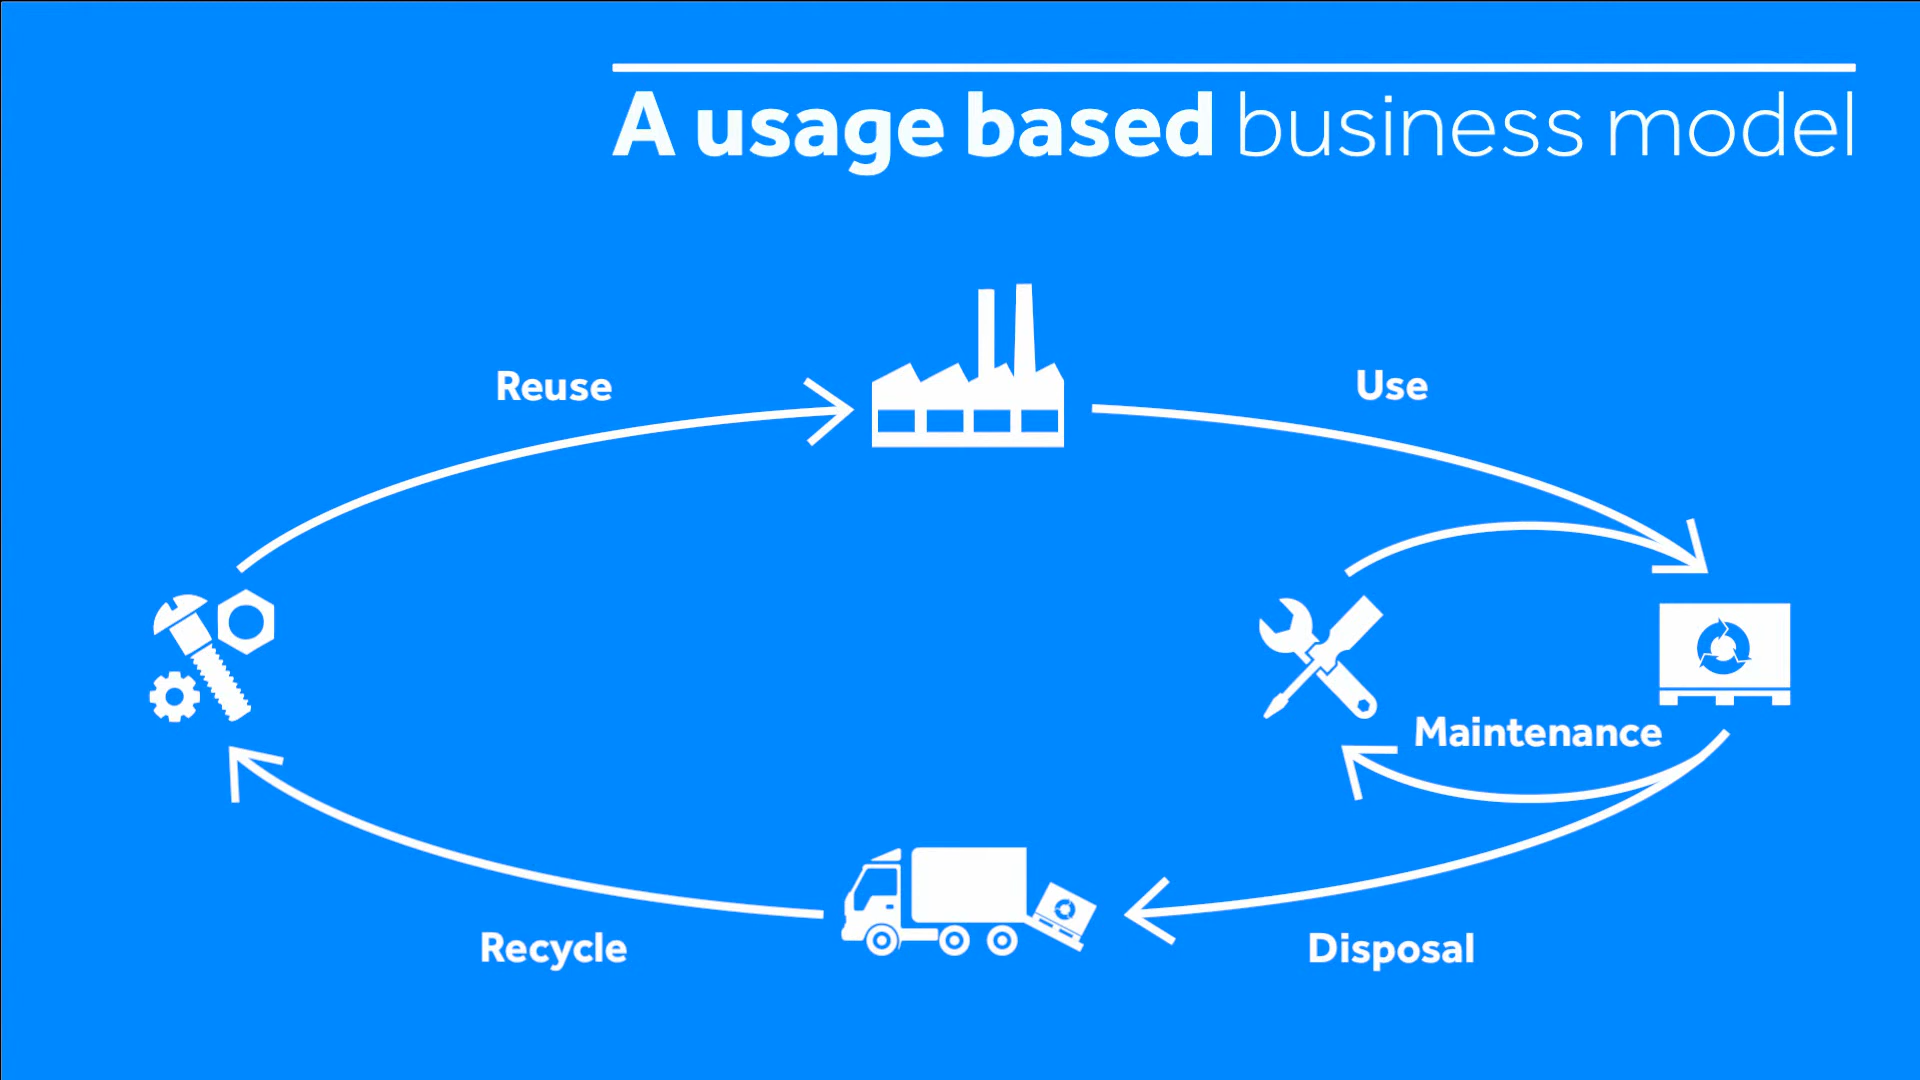 A usage based business model
Reuse
Use
Maintenance
Recycle
Disposal